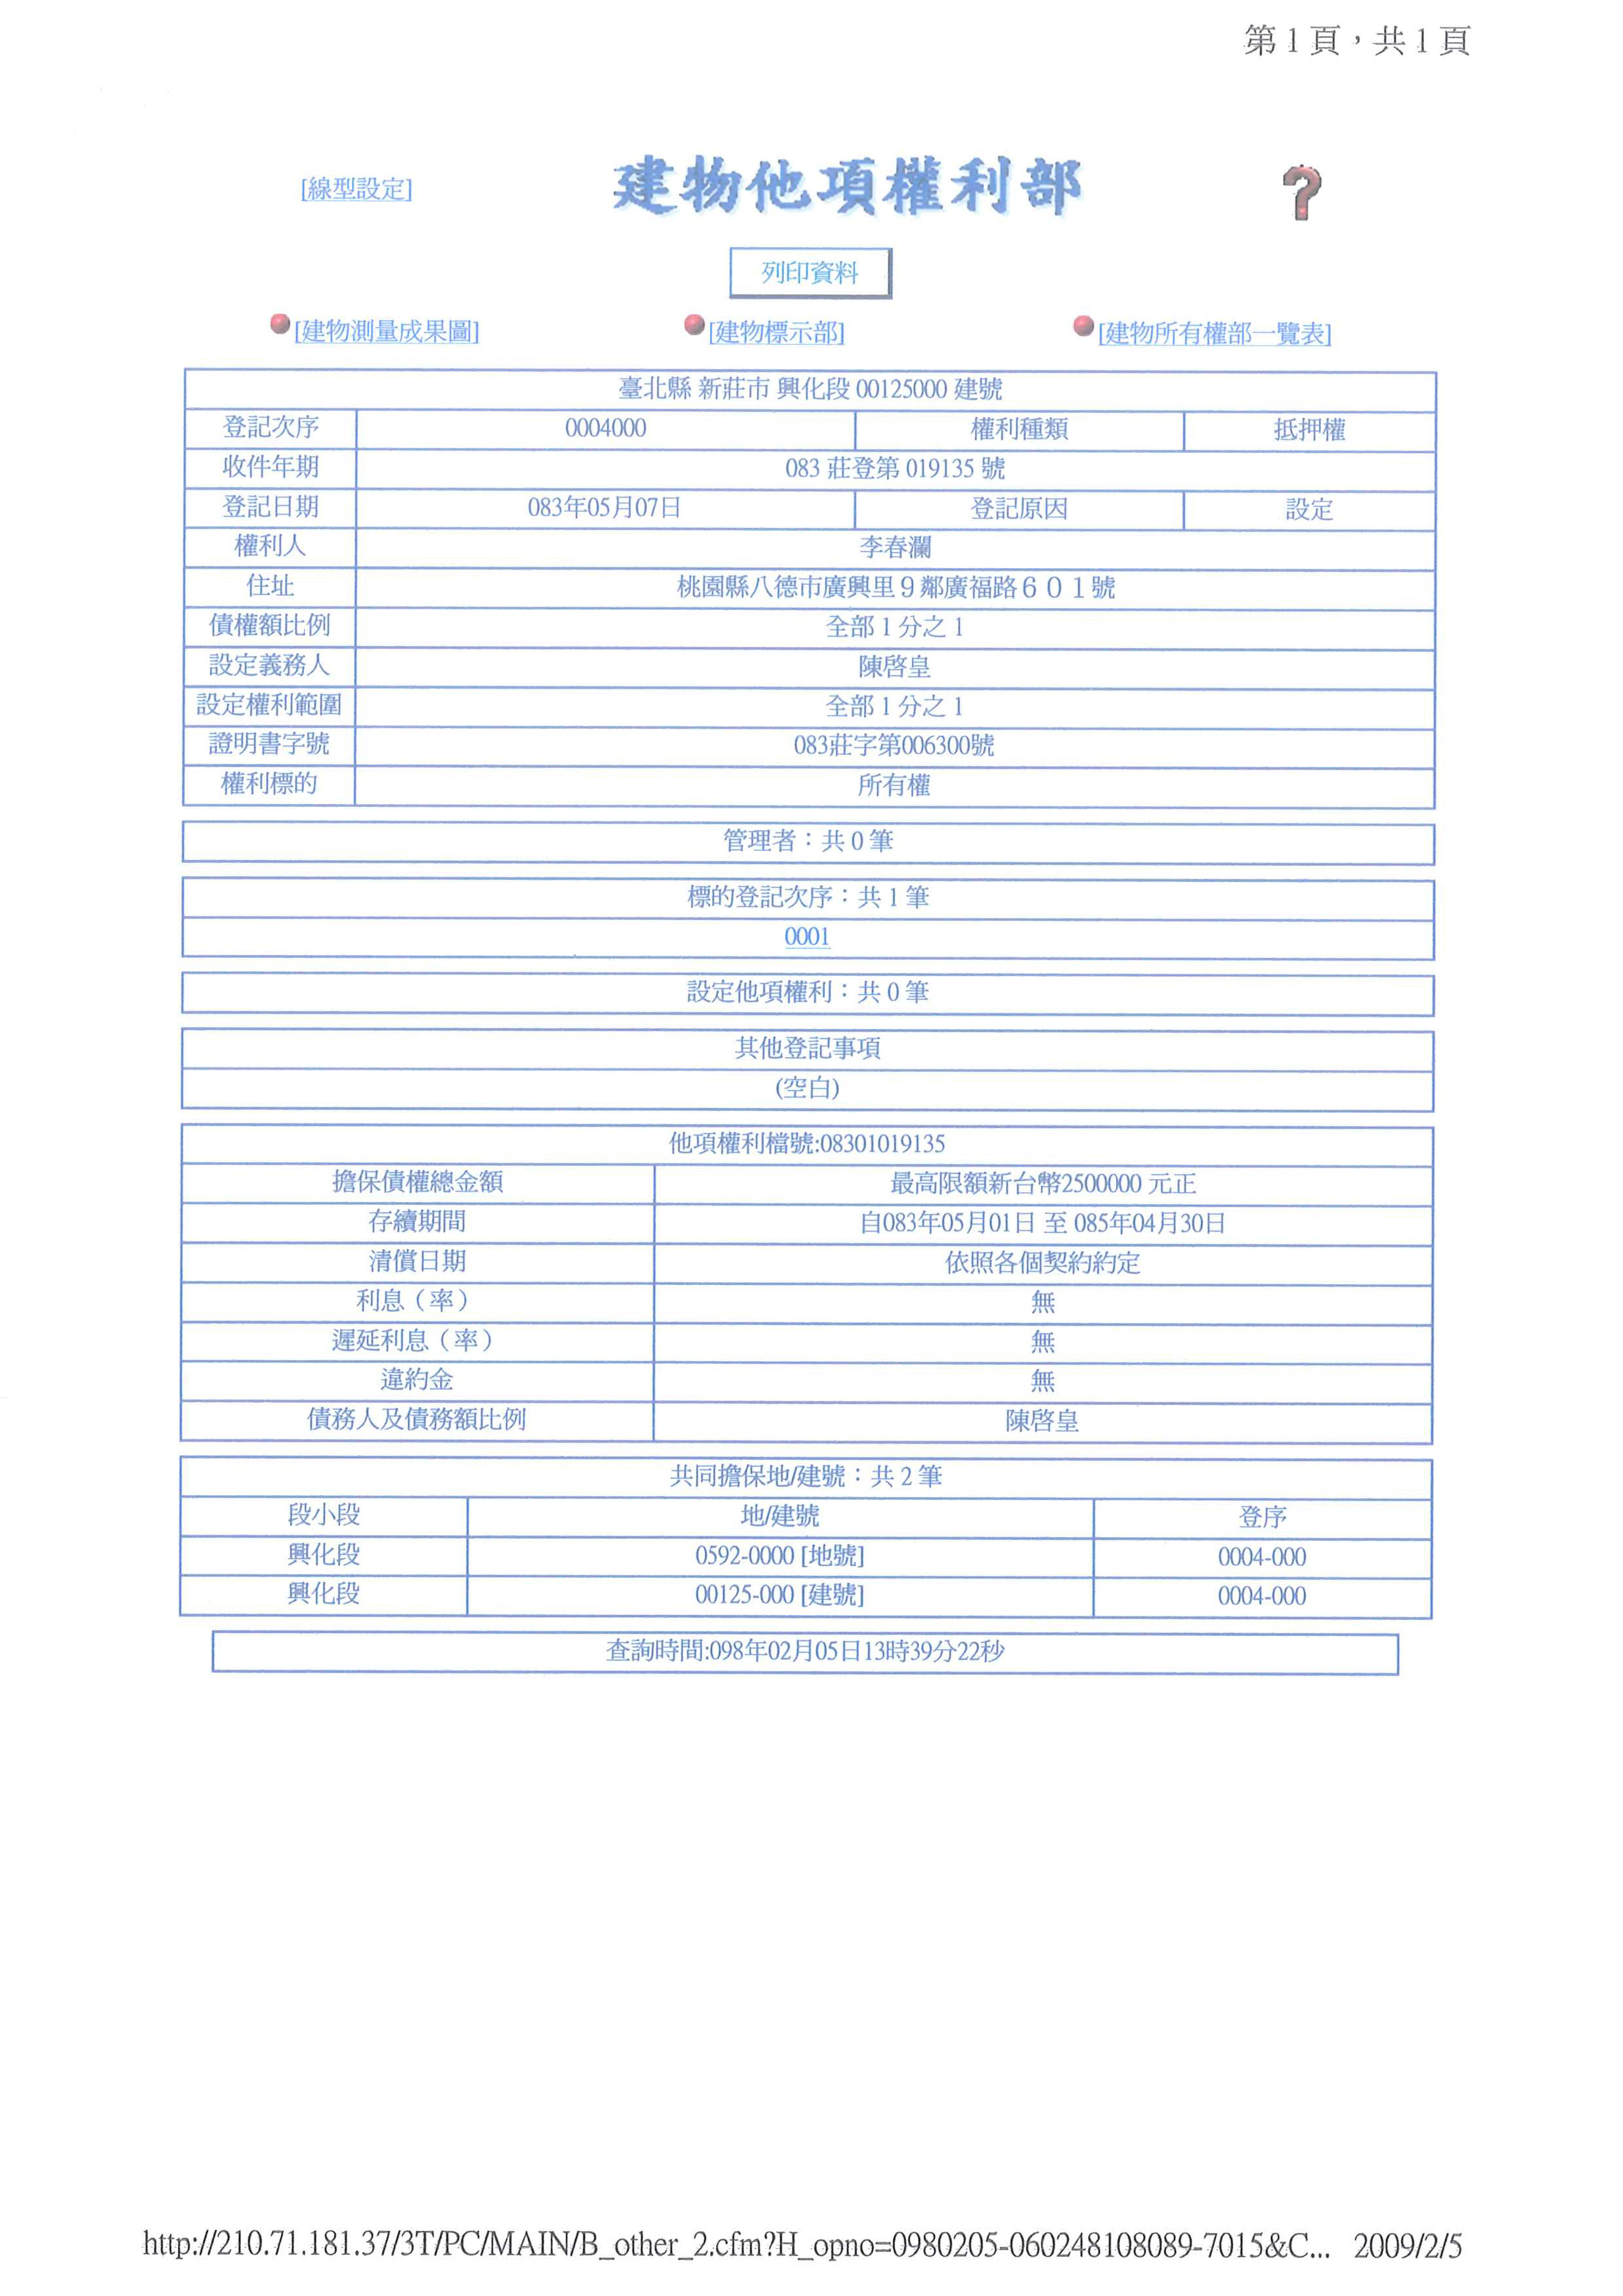 第1頁，共1頁
[線型設定] 建物他項權利部
列印資料
[建物測量成果圖] [建物標示部] [建物所有權部一覽表]
臺北縣 新莊市 興化段 00125000 建號
登記次序 0004000 權利種類 抵押權
收件年期 083 莊登第 019135 號
登記日期 083年05月07日 登記原因 設定
權利人 李春瀾
住址 桃園縣八德市廣興里９鄰廣福路６０１號
債權額比例 全部 1 分之 1
設定義務人 陳啓皇
設定權利範圍 全部 1 分之 1
證明書字號 083莊字第006300號
權利標的 所有權
管理者：共 0 筆
標的登記次序：共 1 筆
0001
設定他項權利：共 0 筆
其他登記事項
(空白)
他項權利檔號:08301019135
擔保債權總金額 最高限額新台幣2500000 元正
存續期間 自083年05月01日 至 085年04月30日
清償日期 依照各個契約約定
利息（率） 無
遲延利息（率） 無
違約金 無
債務人及債務額比例 陳啓皇
共同擔保地/建號：共 2 筆
段小段 地/建號 登序
興化段 0592-0000 [地號] 0004-000
興化段 00125-000 [建號] 0004-000
查詢時間:098年02月05日13時39分22秒
http://210.71.181.37/3T/PC/MAIN/B_other_2.cfm?H_opno=0980205-060248108089-7015&C... 2009/2/5